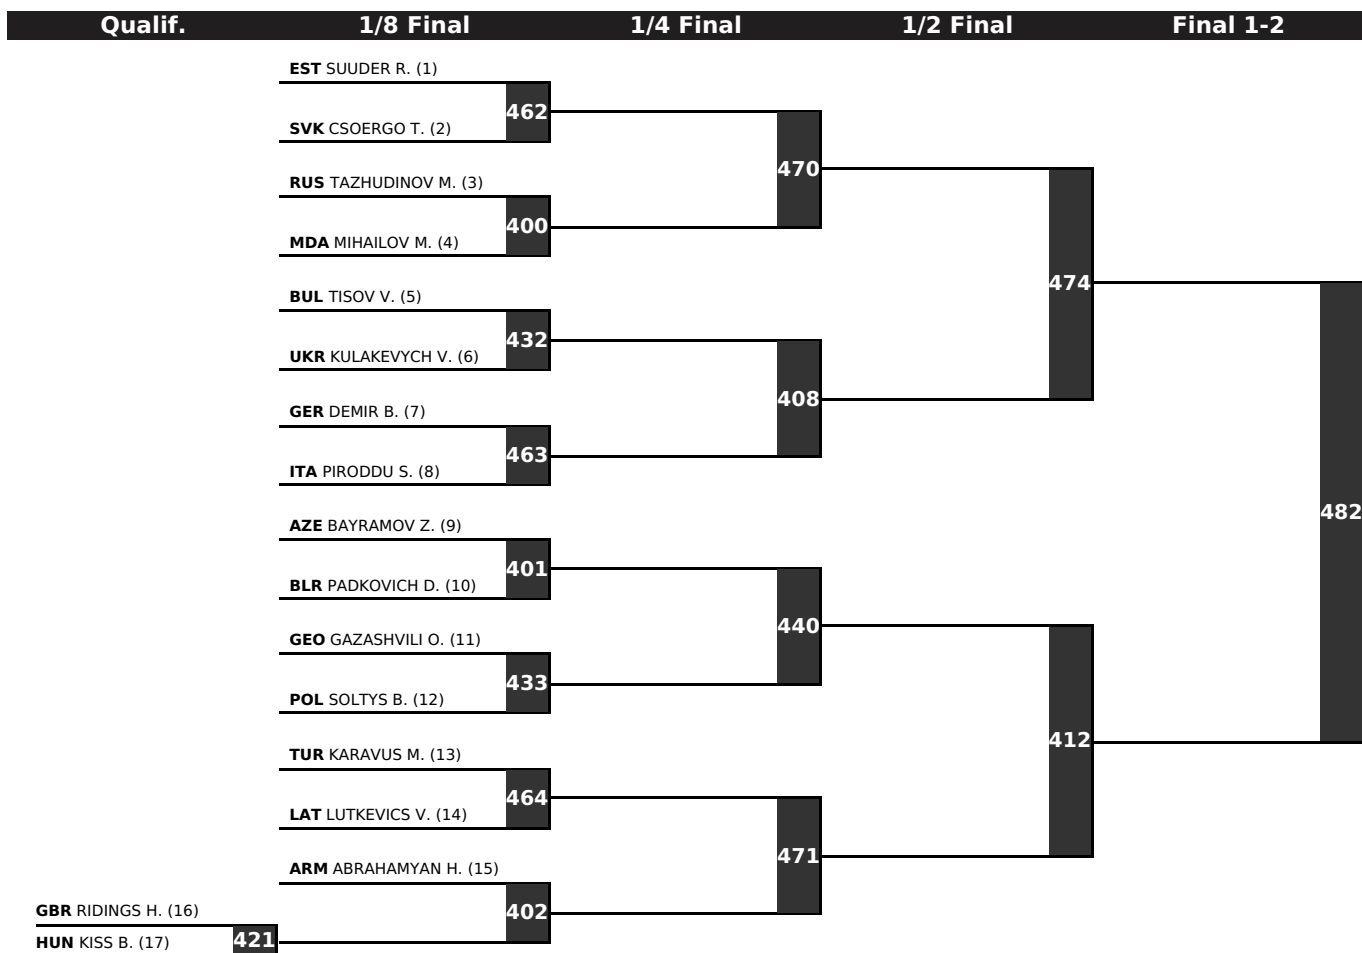 Qualif. 1/8 Final 1/4 Final 1/2 Final Final 1-2
EST SUUDER R. (1)
462
SVK CSOERGO T. (2)
470
RUS TAZHUDINOV M. (3)
400
MDA MIHAILOV M. (4)
474
BUL TISOV V. (5)
432
UKR KULAKEVYCH V. (6)
408
GER DEMIR B. (7)
463
ITA PIRODDU S. (8)
482
AZE BAYRAMOV Z. (9)
401
BLR PADKOVICH D. (10)
440
GEO GAZASHVILI O. (11)
433
POL SOLTYS B. (12)
412
TUR KARAVUS M. (13)
464
LAT LUTKEVICS V. (14)
471
ARM ABRAHAMYAN H. (15)
402
GBR RIDINGS H. (16)
421
HUN KISS B. (17)